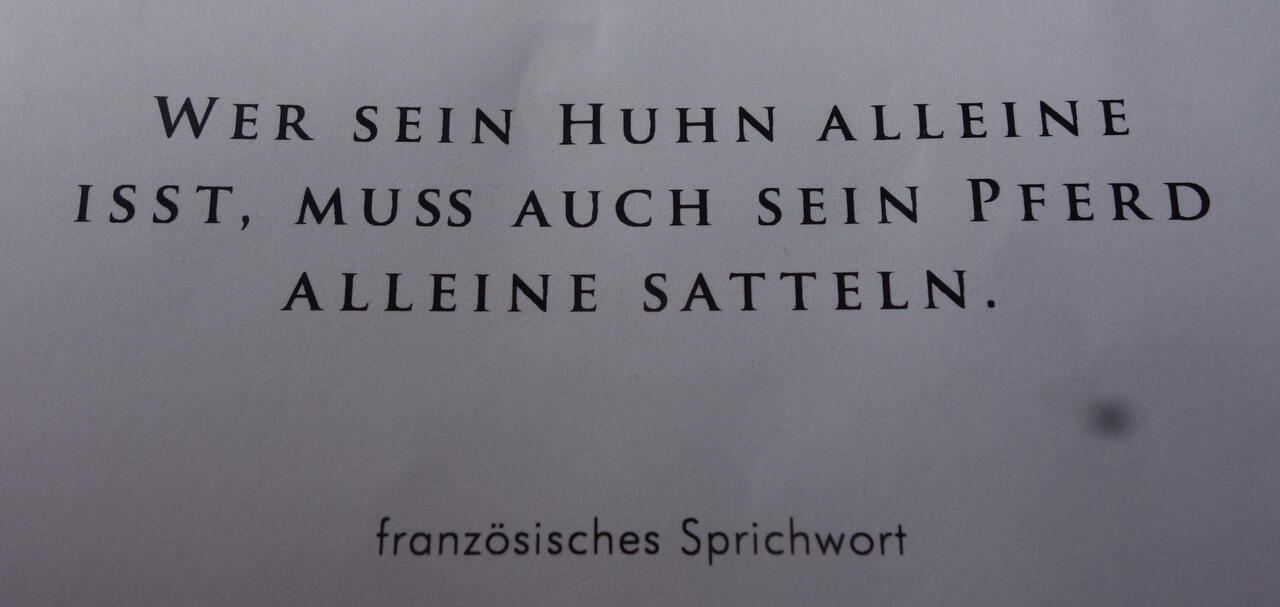 Wer sein Huhn alleine
isst, muss auch sein Pferd
alleine satteln.
französisches Sprichwort